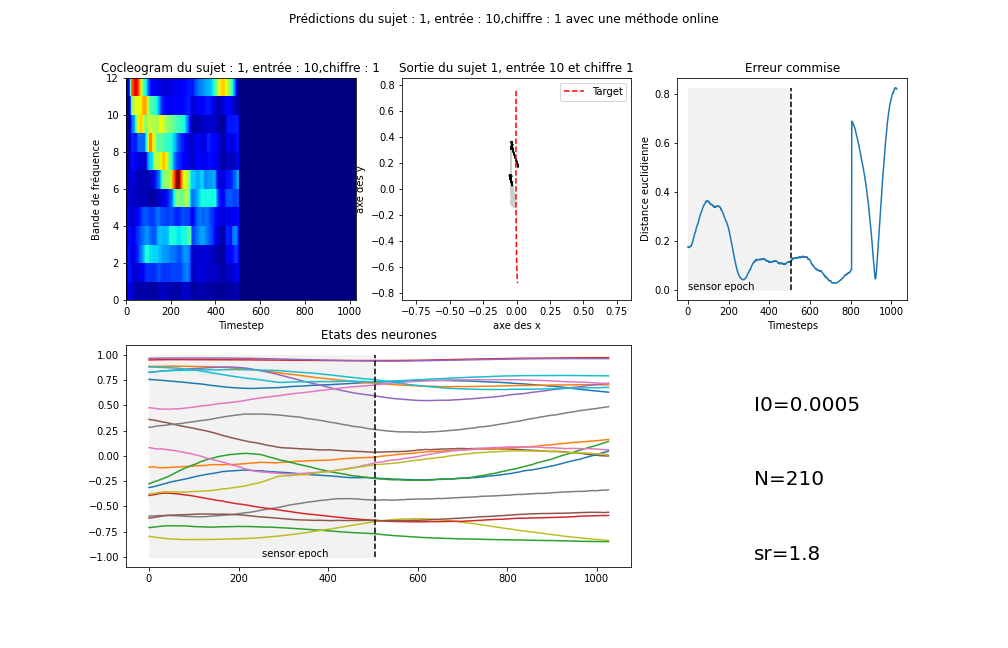 Prédictions du sujet : 1, entrée : 10,chiffre : 1 avec une méthode online
Cocleogram du sujet : 1, entrée : 10,chiffre : 1
12
10
8
6
4
2
0
Bande de fréquence
0 200 400 600 800 1000
Timestep
Sortie du sujet 1, entrée 10 et chiffre 1
Target
0.8
0.6
0.4
0.2
0.0
−0.2
−0.4
−0.6
−0.8
axe des y
−0.75 −0.50 −0.25 0.00 0.25 0.50 0.75
axe des x
Erreur commise
0.8
0.6
0.4
0.2
0.0
Distance euclidienne
sensor epoch
0 200 400 600 800 1000
Timesteps
Etats des neurones
1.00
0.75
0.50
0.25
0.00
−0.25
−0.50
−0.75
−1.00
sensor epoch
0 200 400 600 800 1000
I0=0.0005
N=210
sr=1.8